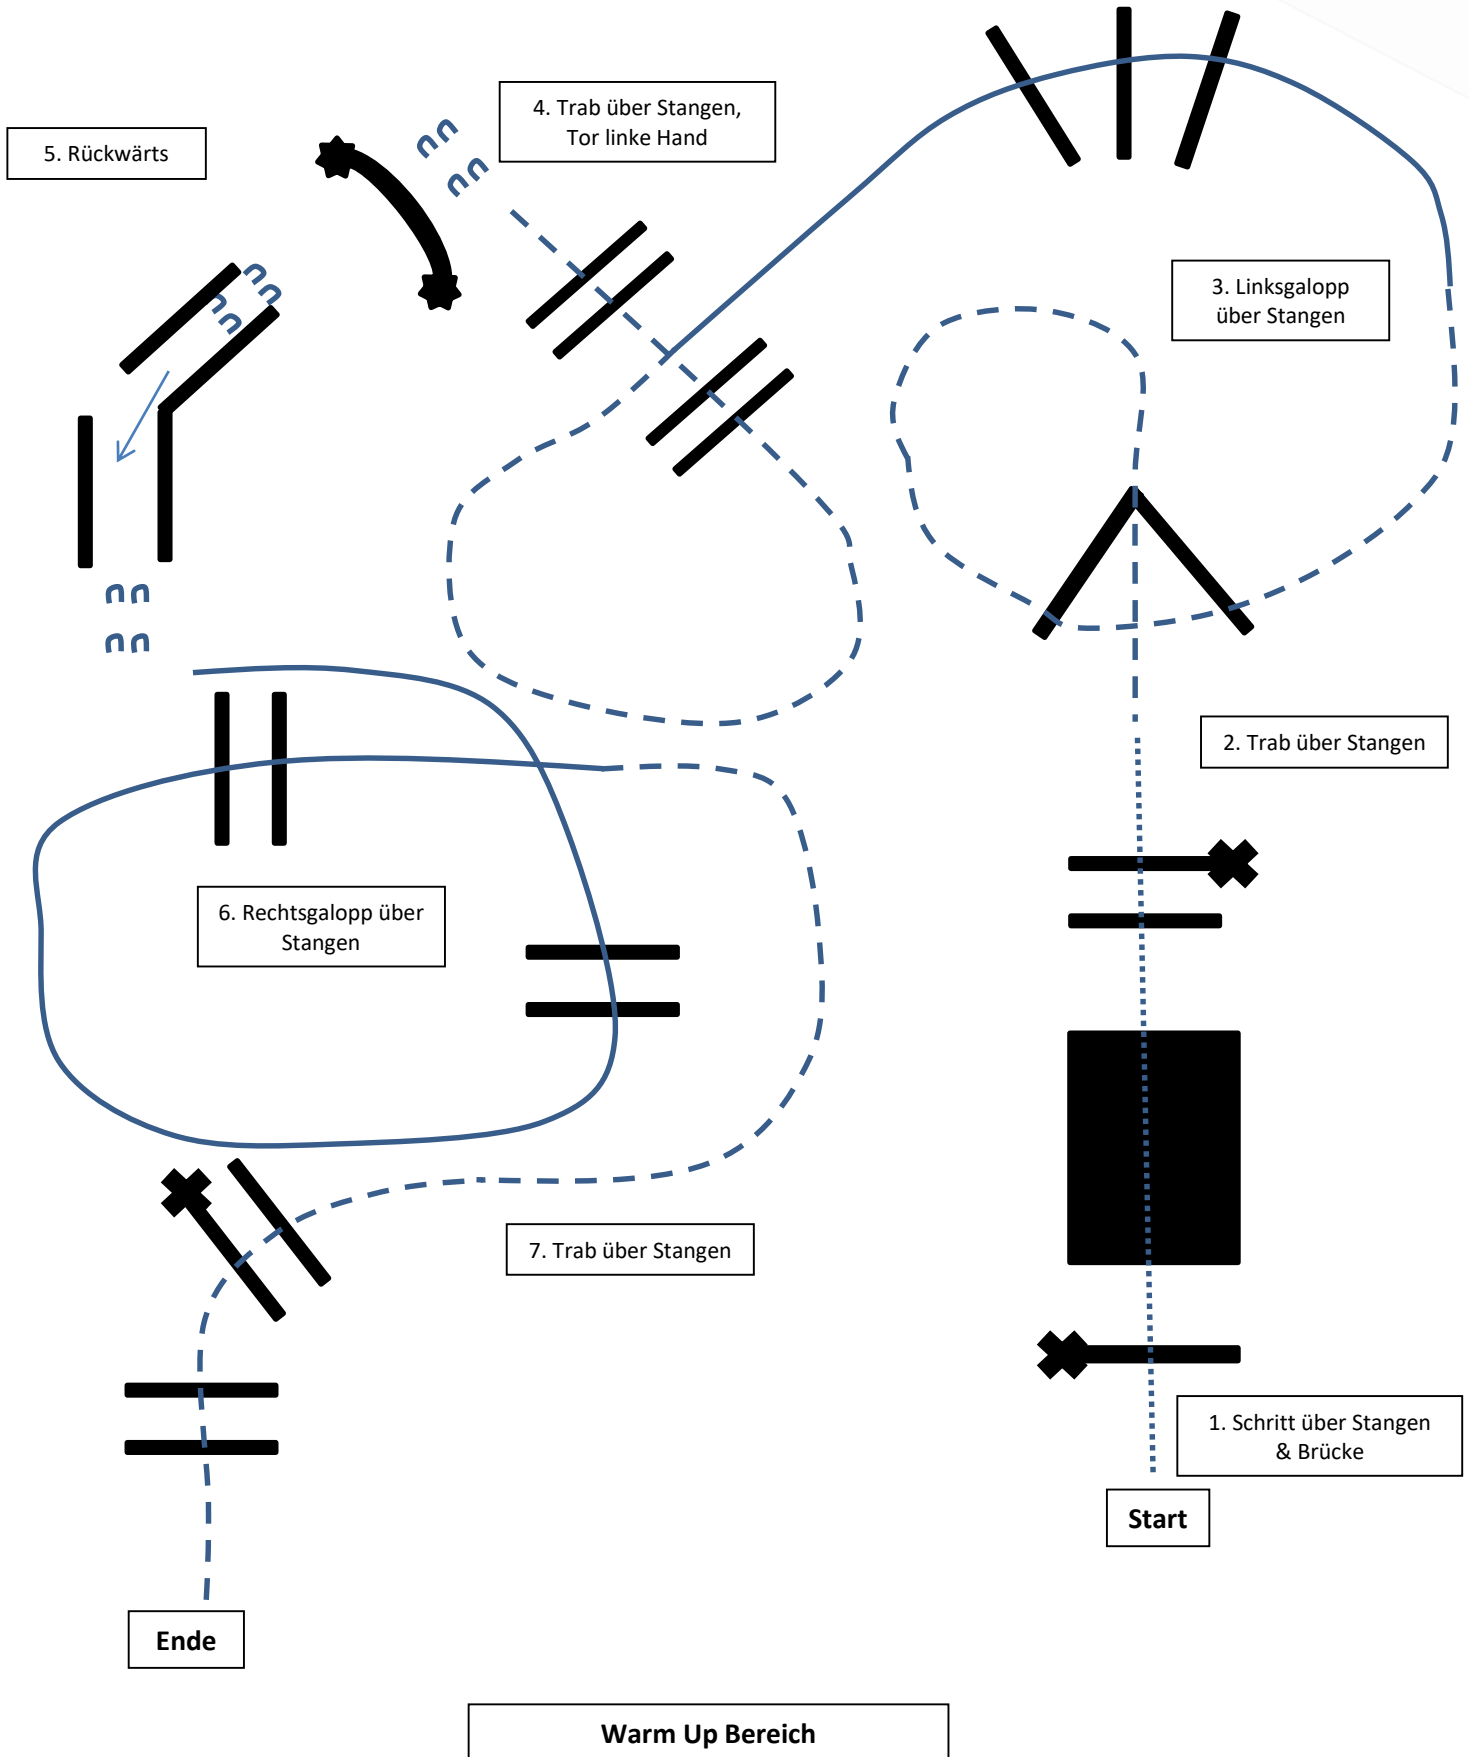 4. Trab über Stangen,
Tor linke Hand
5. Rückwärts
3. Linksgalopp
über Stangen
2. Trab über Stangen
6. Rechtsgalopp über
Stangen
7. Trab über Stangen
1. Schritt über Stangen
& Brücke
Start
Ende
Warm Up Bereich